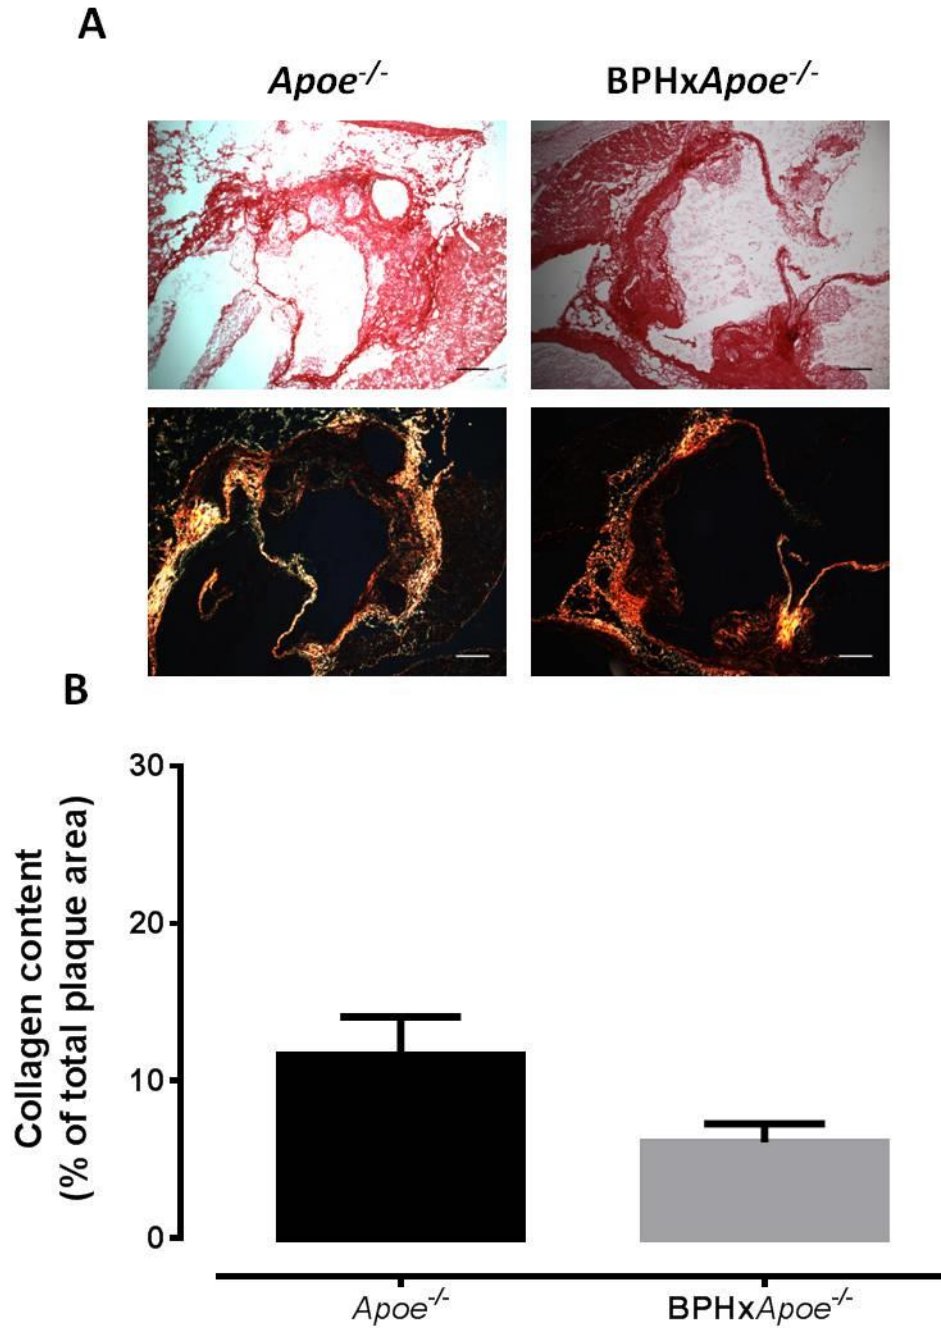 A
Apoe-/-
BPHxApoe-/-
B
30
20
10
0
Collagen content
(% of total plaque area)
Apoe-/-
BPHxApoe-/-